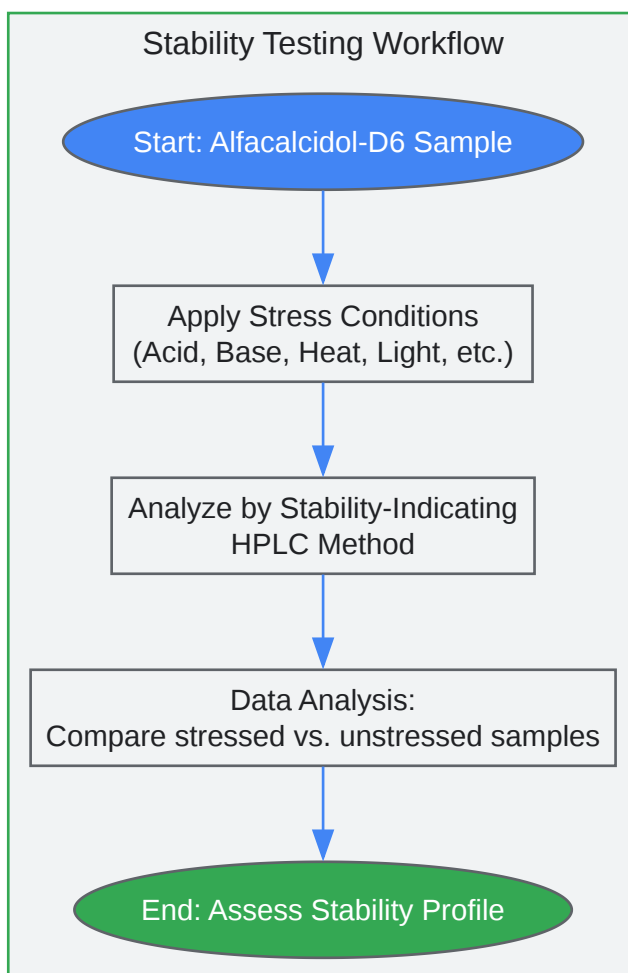 Stability Testing Workflow
Start: Alfacalcidol-D6 Sample
Apply Stress Conditions
(Acid, Base, Heat, Light, etc.)
Analyze by Stability-Indicating
HPLC Method
Data Analysis:
Compare stressed vs. unstressed samples
End: Assess Stability Profile